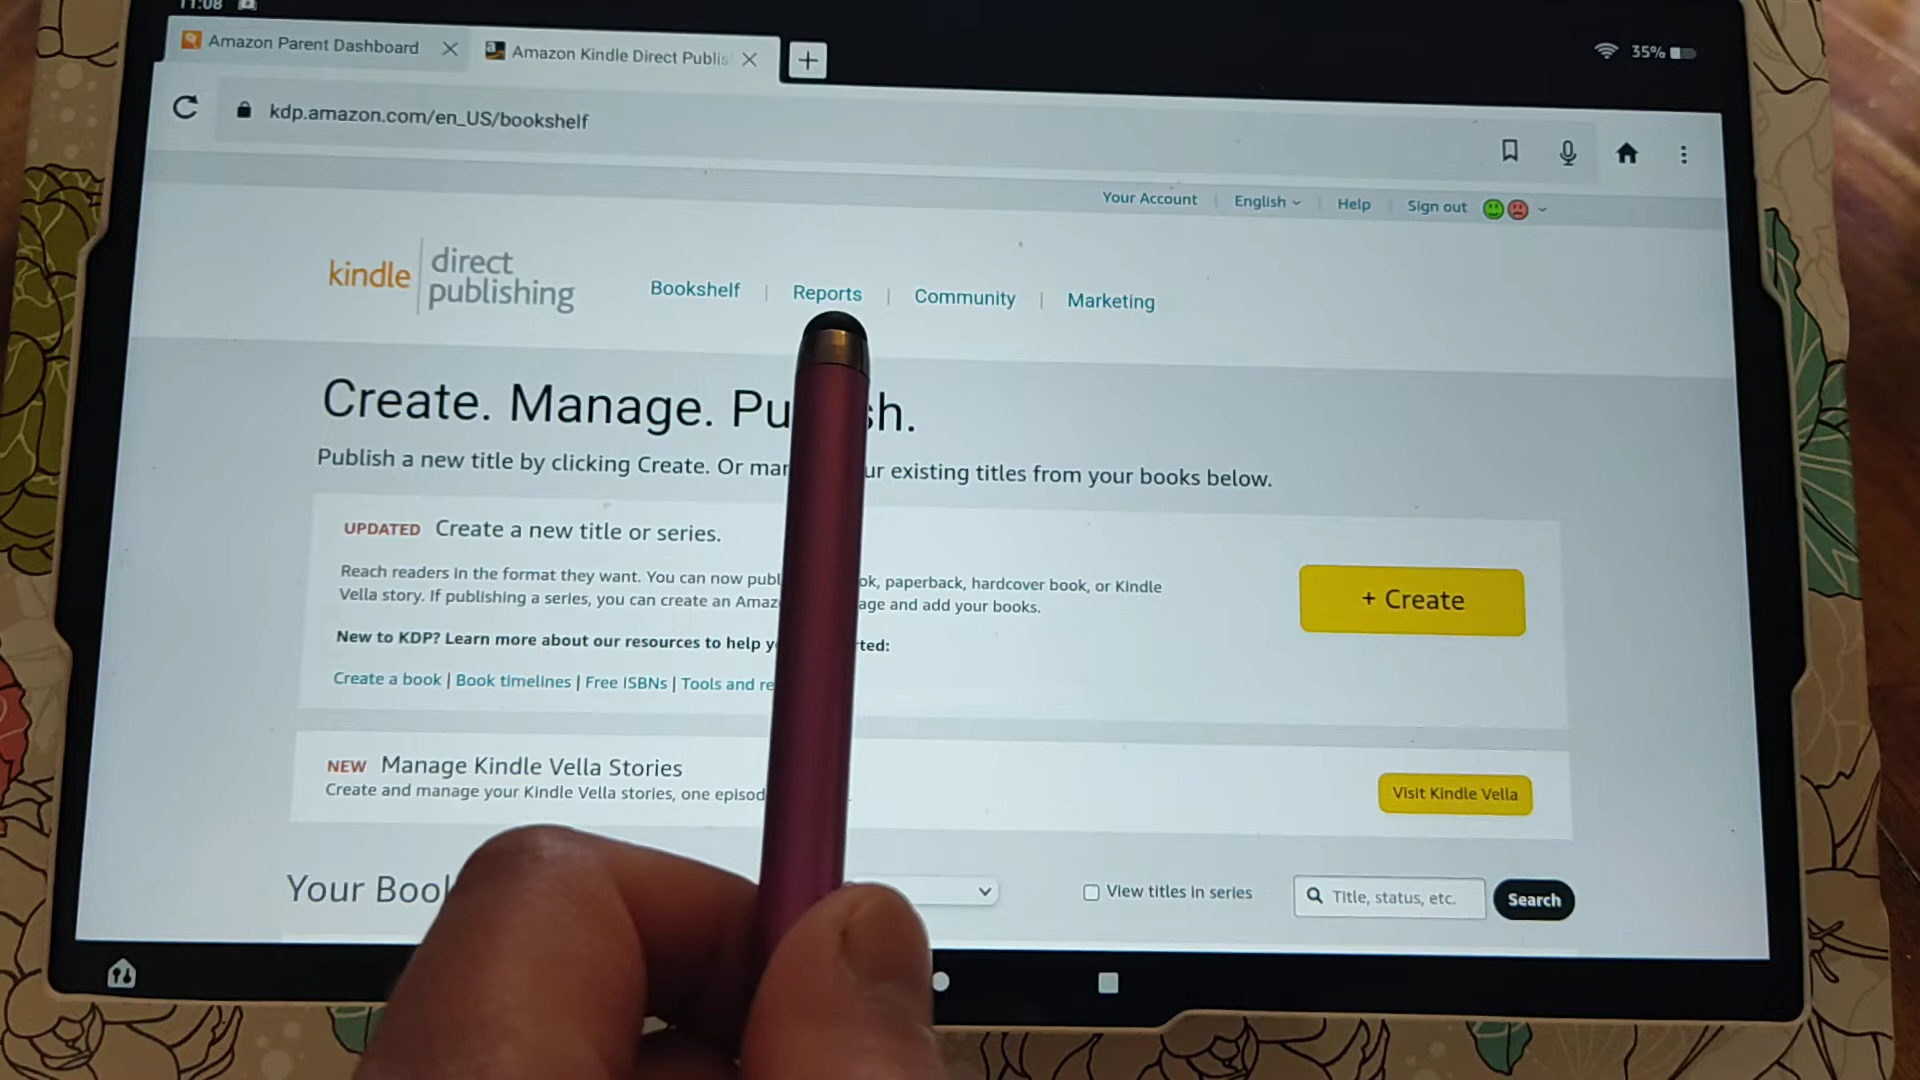 11:08
Amazon Parent Dashboard
Amazon Kindle Direct Publis
35%
kdp.amazon.com/en_US/bookshelf
Your Account | English | Help | Sign out
kindle direct publishing
Bookshelf | Reports | Community | Marketing
Create. Manage. Pu h.
Publish a new title by clicking Create. Or mar ur existing titles from your books below.
UPDATED Create a new title or series.
Reach readers in the format they want. You can now publ ok, paperback, hardcover book, or Kindle
Vella story. If publishing a series, you can create an Amaz age and add your books.
+ Create
New to KDP? Learn more about our resources to help y ted:
Create a book | Book timelines | Free ISBNs | Tools and re
NEW Manage Kindle Vella Stories
Create and manage your Kindle Vella stories, one episod
Visit Kindle Vella
Your Boo
View titles in series
Title, status, etc.
Search